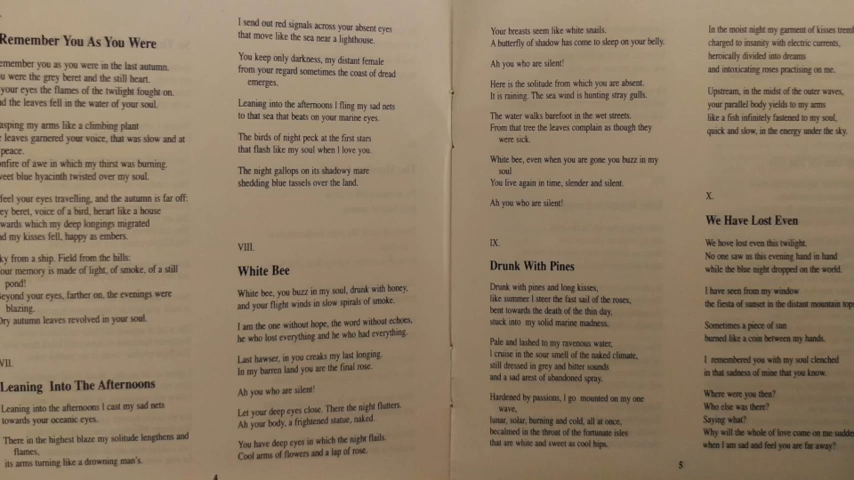 Remember You As You Were
emember you as you were in the last autumn.
u were the grey beret and the still heart.
your eyes the flames of the twilight fought on.
nd the leaves fell in the water of your soul.
asping my arms like a climbing plant
e leaves garnered your voice, that was slow and at
peace.
onfire of awe in which my thirst was burning.
weet blue hyacinth twisted over my soul.
feel your eyes travelling, and the autumn is far off:
ey beret, voice of a bird, herart like a house
wards which my deep longings migrated
nd my kisses fell, happy as embers.
ky from a ship. Field from the hills:
our memory is made of light, of smoke, of a still
pond!
Beyond your eyes, farther on, the evenings were
blazing.
Dry autumn leaves revolved in your soul.
VII.
Leaning Into The Afternoons
Leaning into the afternoons I cast my sad nets
towards your oceanic eyes.
There in the highest blaze my solitude lengthens and
flames,
its arms turning like a drowning man's.
I send out red signals across your absent eyes
that move like the sea near a lighthouse.
You keep only darkness, my distant female
from your regard sometimes the coast of dread
emerges.
Leaning into the afternoons I fling my sad nets
to that sea that beats on your marine eyes.
The birds of night peck at the first stars
that flash like my soul when I love you.
The night gallops on its shadowy mare
shedding blue tassels over the land.
VIII.
White Bee
White bee, you buzz in my soul, drunk with honey,
and your flight winds in slow spirals of smoke.
I am the one without hope, the word without echoes,
he who lost everything and he who had everything.
Last hawser, in you creaks my last longing.
In my barren land you are the final rose.
Ah you who are silent!
Let your deep eyes close. There the night flutters.
Ah your body, a frightened statue, naked.
You have deep eyes in which the night flails.
Cool arms of flowers and a lap of rose.
4
Your breasts seem like white snails.
A butterfly of shadow has come to sleep on your belly.
Ah you who are silent!
Here is the solitude from which you are absent.
It is raining. The sea wind is hunting stray gulls.
The water walks barefoot in the wet streets.
From that tree the leaves complain as though they
were sick.
White bee, even when you are gone you buzz in my
soul
You live again in time, slender and silent.
Ah you who are silent!
IX.
Drunk With Pines
Drunk with pines and long kisses,
like summer I steer the fast sail of the roses,
bent towards the death of the thin day,
stuck into my solid marine madness.
Pale and lashed to my ravenous water,
I cruise in the sour smell of the naked climate,
still dressed in grey and bitter sounds
and a sad arest of abandoned spray.
Hardened by passions, I go mounted on my one
wave,
lunar, solar, burning and cold, all at once,
becalmed in the throat of the fortunate isles
that are white and sweet as cool hips.
In the moist night my garment of kisses trem
charged to insanity with electric currents,
heroically divided into dreams
and intoxicating roses practising on me.
Upstream, in the midst of the outer waves,
your parallel body yields to my arms
like a fish infinitely fastened to my soul,
quick and slow, in the energy under the sky.
X.
We Have Lost Even
We hove lost even this twilight.
No one saw us this evening hand in hand
while the blue night dropped on the world.
I have seen from my window
the fiesta of sunset in the distant mountain tops
Sometimes a piece of sun
burned like a coin between my hands.
I remembered you with my soul clenched
in that sadness of mine that you know.
Where were you then?
Who else was there?
Saying what?
Why will the whole of love come on me sudde
when I am sad and feel you are far away?
5